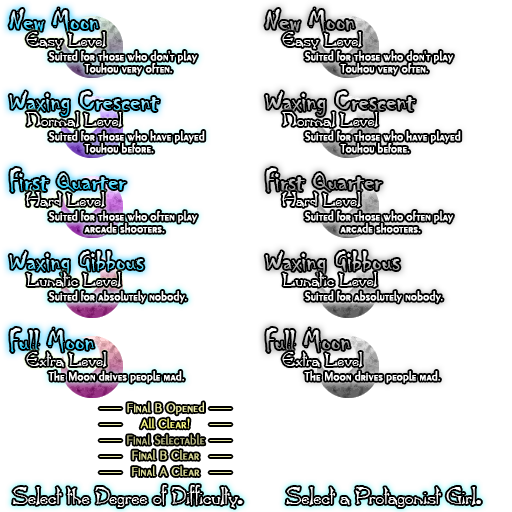 New Moon
Easy Level
Suited for those who don't play
Touhou very often.
Waxing Crescent
Normal Level
Suited for those who have played
Touhou before.
First Quarter
Hard Level
Suited for those who often play
arcade shooters.
Waxing Gibbous
Lunatic Level
Suited for absolutely nobody.
Full Moon
Extra Level
The Moon drives people mad.
Final B Opened
All Clear!
Final Selectable
Final B Clear
Final A Clear
Select the Degree of Difficulty.
New Moon
Easy Level
Suited for those who don't play
Touhou very often.
Waxing Crescent
Normal Level
Suited for those who have played
Touhou before.
First Quarter
Hard Level
Suited for those who often play
arcade shooters.
Waxing Gibbous
Lunatic Level
Suited for absolutely nobody.
Full Moon
Extra Level
The Moon drives people mad.
Select a Protagonist Girl.